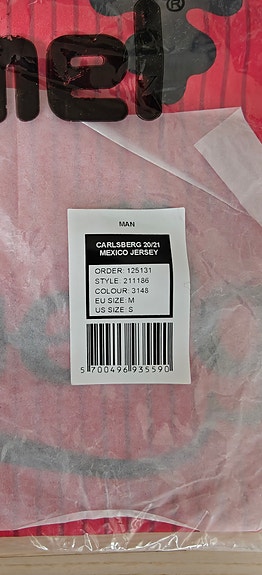 mel®
MAN
CARLSBERG 20/21
MEXICO JERSEY
ORDER: 125131
STYLE: 211186
COLOUR: 3148
EU SIZE: M
US SIZE: S
5 700496 935590